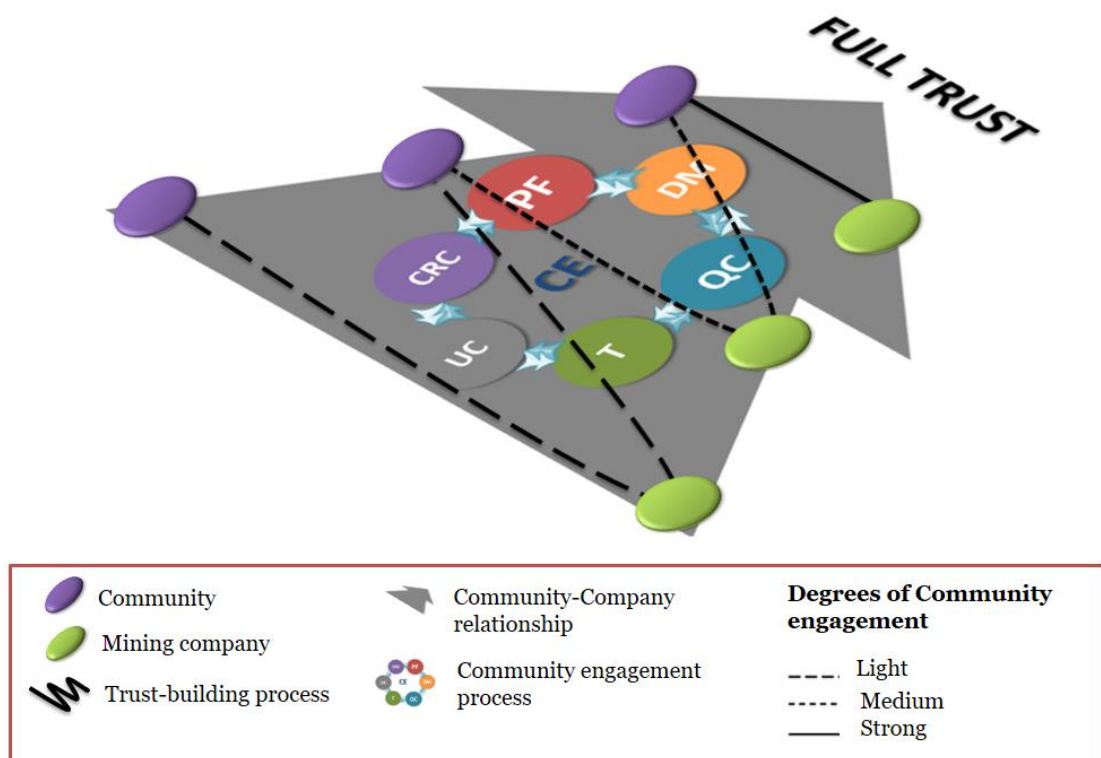 FULL TRUST
PF
DM
CRC
CE
QC
UC
T
Community
Mining company
Trust-building process
Community-Company
relationship
Community engagement
process
Degrees of Community
engagement
Light
Medium
Strong